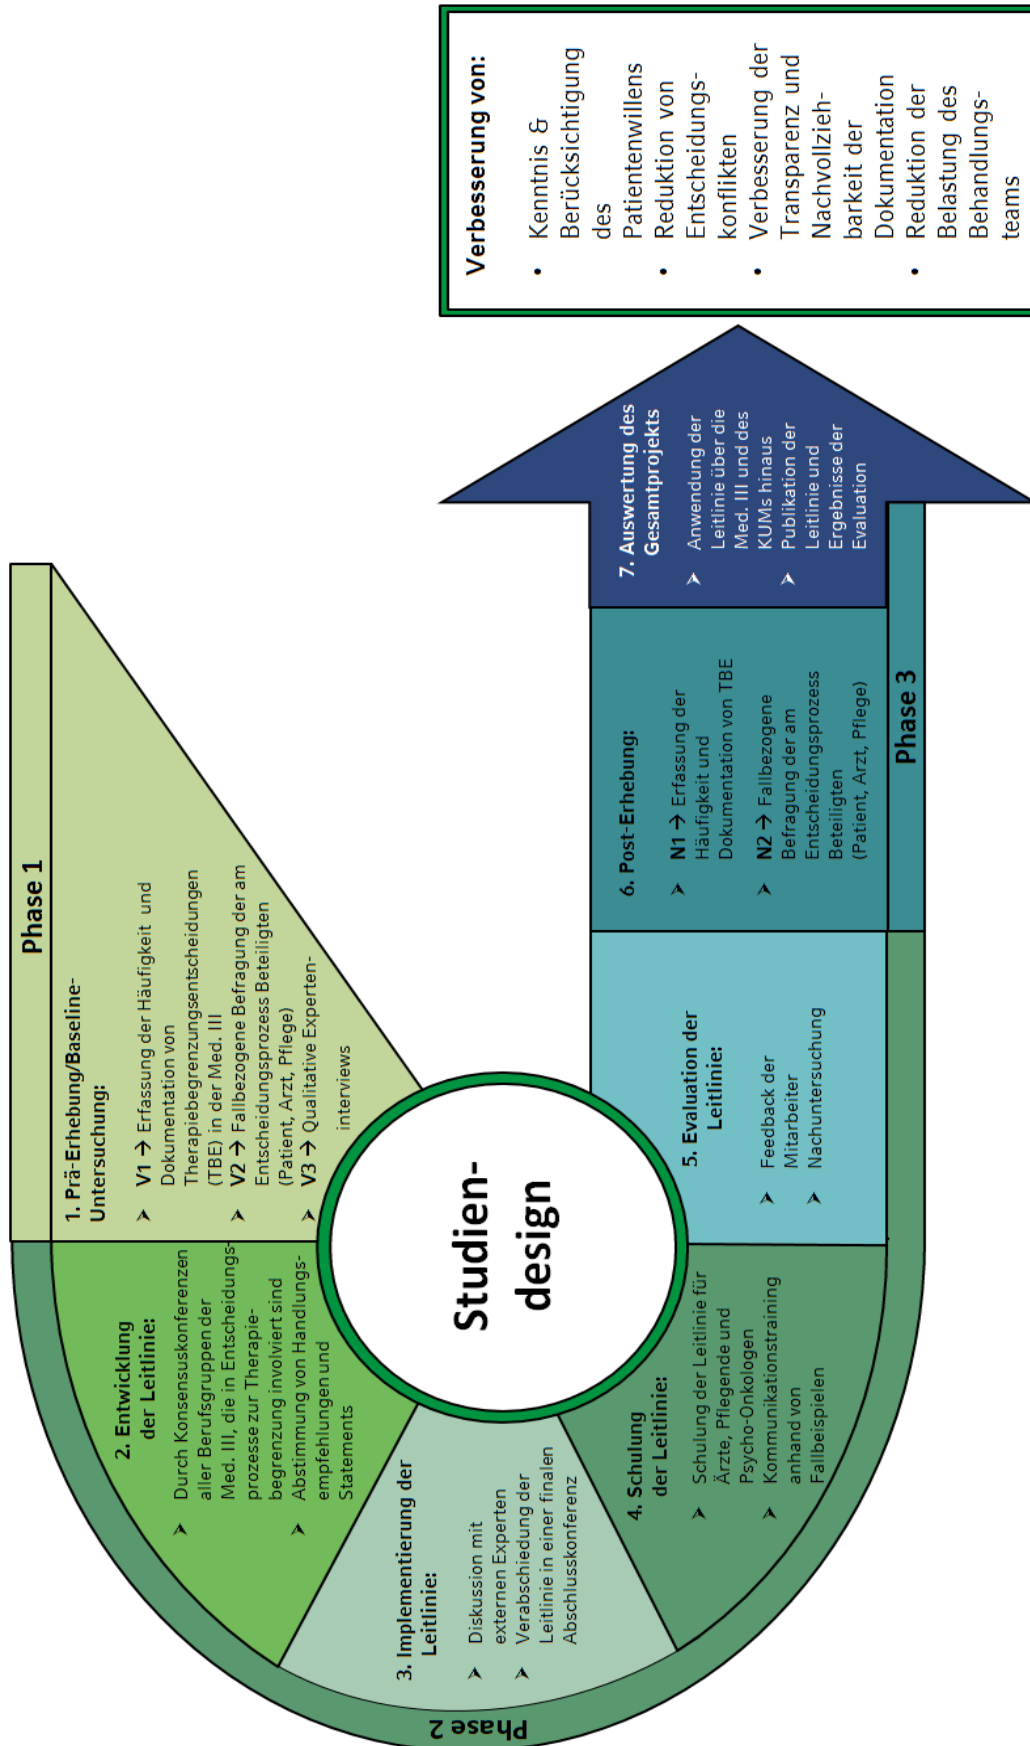 Phase 1
1. Prä-Erhebung/Baseline-
Untersuchung:
➢ V1 → Erfassung der Häufigkeit und
Dokumentation von
Therapiebegrenzungsentscheidungen
(TBE) in der Med. III
➢ V2 → Fallbezogene Befragung der am
Entscheidungsprozess Beteiligten
(Patient, Arzt, Pflege)
➢ V3 → Qualitative Experten-
interviews
2. Entwicklung
der Leitlinie:
➢ Durch Konsensuskonferenzen
aller Berufsgruppen der
Med. III, die in Entscheidungs-
prozesse zur Therapie-
begrenzung involviert sind
➢ Abstimmung von Handlungs-
empfehlungen und
Statements
Phase 2
3. Implementierung der
Leitlinie:
➢ Diskussion mit
externen Experten
➢ Verabschiedung der
Leitlinie in einer finalen
Abschlusskonferenz
Studien-
design
4. Schulung
der Leitlinie:
➢ Schulung der Leitlinie für
Ärzte, Pflegende und
Psycho-Onkologen
➢ Kommunikationstraining
anhand von
Fallbeispielen
5. Evaluation der
Leitlinie:
➢ Feedback der
Mitarbeiter
➢ Nachuntersuchung
6. Post-Erhebung:
➢ N1 → Erfassung der
Häufigkeit und
Dokumentation von TBE
➢ N2 → Fallbezogene
Befragung der am
Entscheidungsprozess
Beteiligten
(Patient, Arzt, Pflege)
Phase 3
7. Auswertung des
Gesamtprojekts
➢ Anwendung der
Leitlinie über die
Med. III und des
KUMs hinaus
➢ Publikation der
Leitlinie und
Ergebnisse der
Evaluation
Verbesserung von:
• Kenntnis &
Berücksichtigung
des
Patientenwillens
• Reduktion von
Entscheidungs-
konflikten
• Verbesserung der
Transparenz und
Nachvollzieh-
barkeit der
Dokumentation
• Reduktion der
Belastung des
Behandlungs-
teams